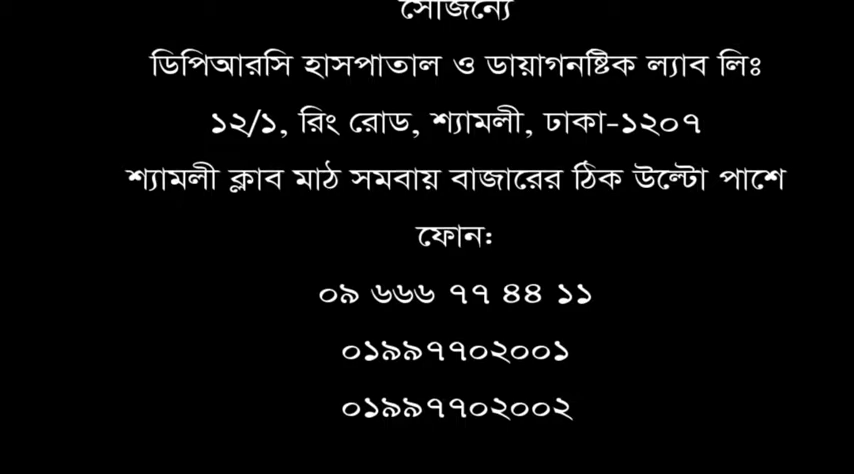 সৌজন্যে
ডিপিআরসি হাসপাতাল ও ডায়াগনষ্টিক ল্যাব লিঃ
১২/১, রিং রোড, শ্যামলী, ঢাকা-১২০৭
শ্যামলী ক্লাব মাঠ সমবায় বাজারের ঠিক উল্টো পাশে
ফোন:
০৯ ৬৬৬ ৭৭ ৪৪ ১১
০১৯৯৭৭০২০০১
০১৯৯৭৭০২০০২